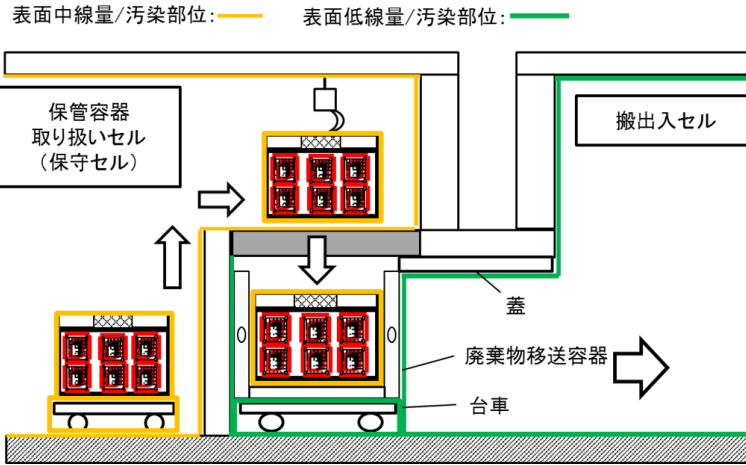 表面中線量/汚染部位:
表面低線量/汚染部位:
保管容器
取り扱いセル
（保守セル）
搬出入セル
蓋
廃棄物移送容器
台車